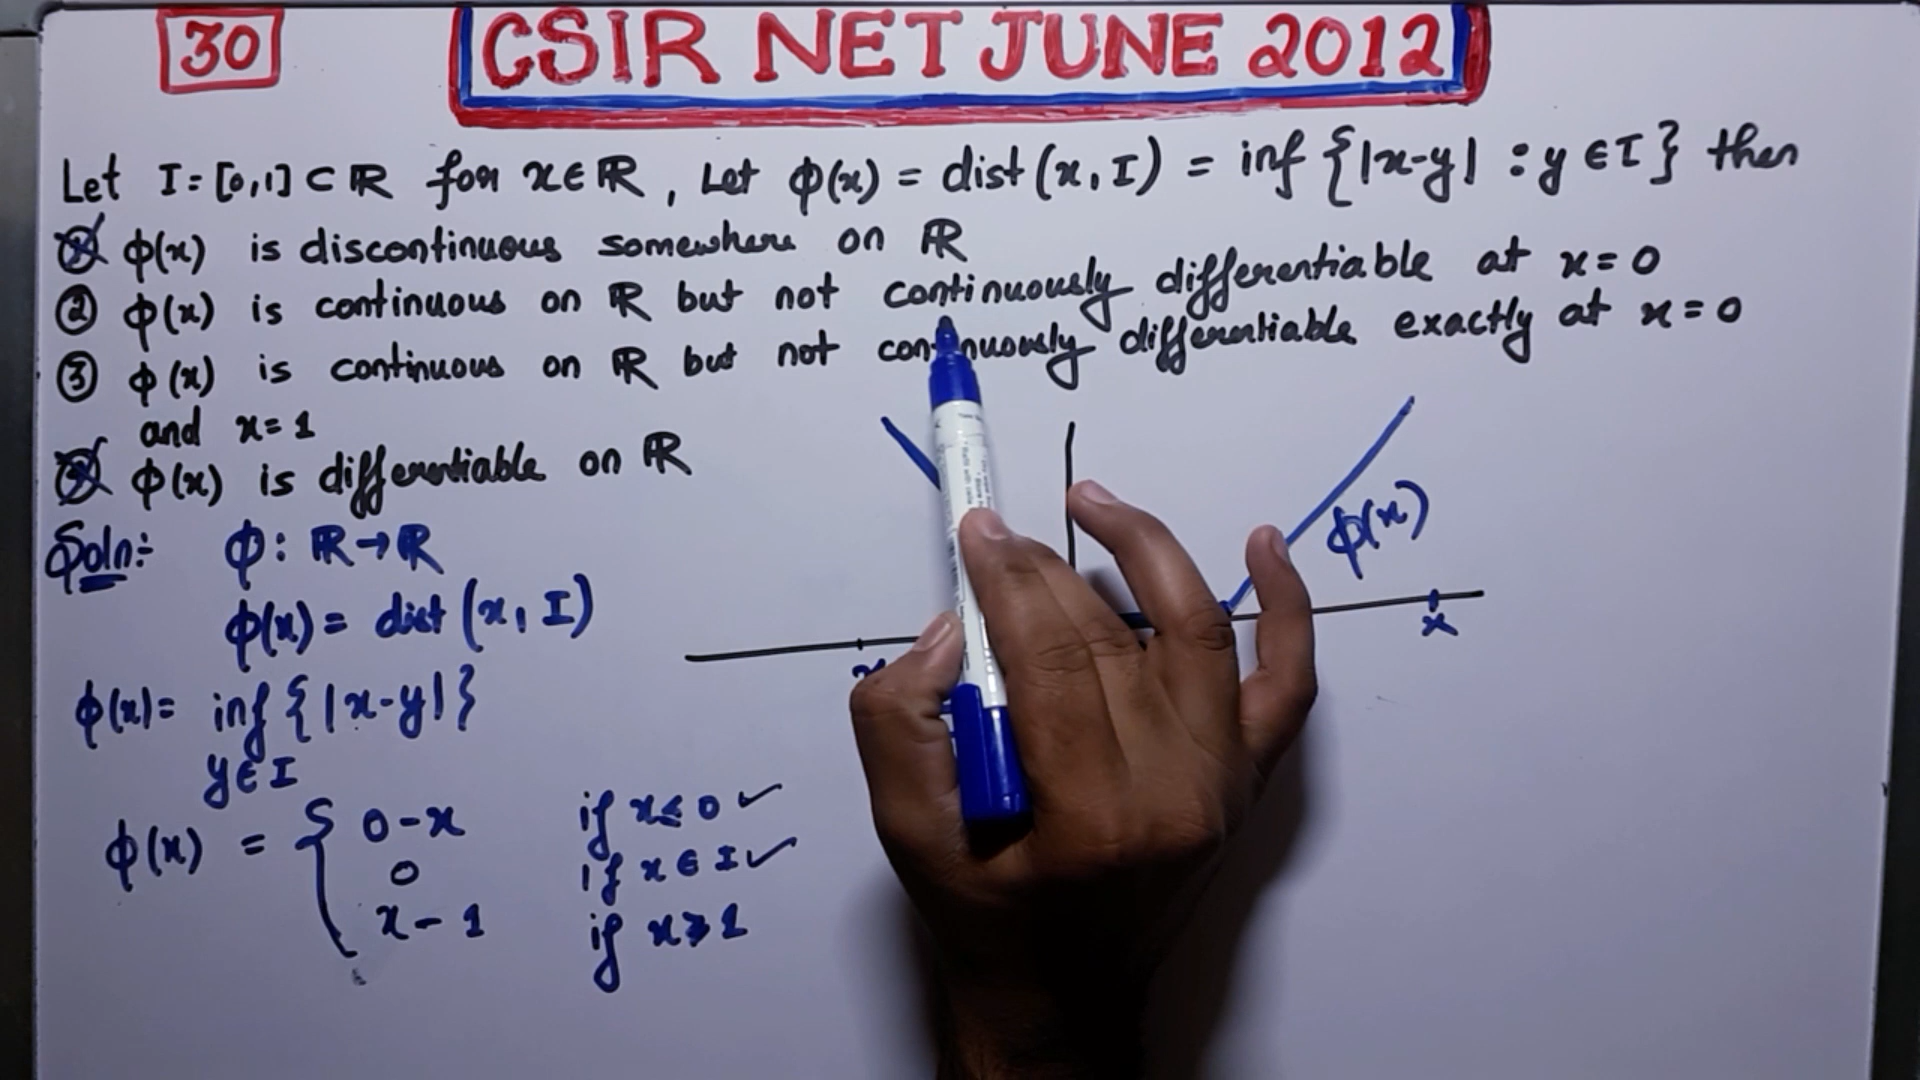 30
CSIR NET JUNE 2012
Let I = [0,1] ⊂ ℝ for x ∈ ℝ, Let φ(x) = dist(x, I) = inf {|x-y| : y ∈ I} then
① φ(x) is discontinuous somewhere on ℝ
② φ(x) is continuous on ℝ but not continuously differentiable at x = 0
③ φ(x) is continuous on ℝ but not continuously differentiable exactly at x = 0
and x = 1
④ φ(x) is differentiable on ℝ
Soln:- φ : ℝ → ℝ
φ(x) = dist (x, I)
φ(x) = inf {|x-y|}
y ∈ I
φ(x) = { 0-x if x ≤ 0 ✓
0 if x ∈ I ✓
x-1 if x ≥ 1
φ(x)
x
x